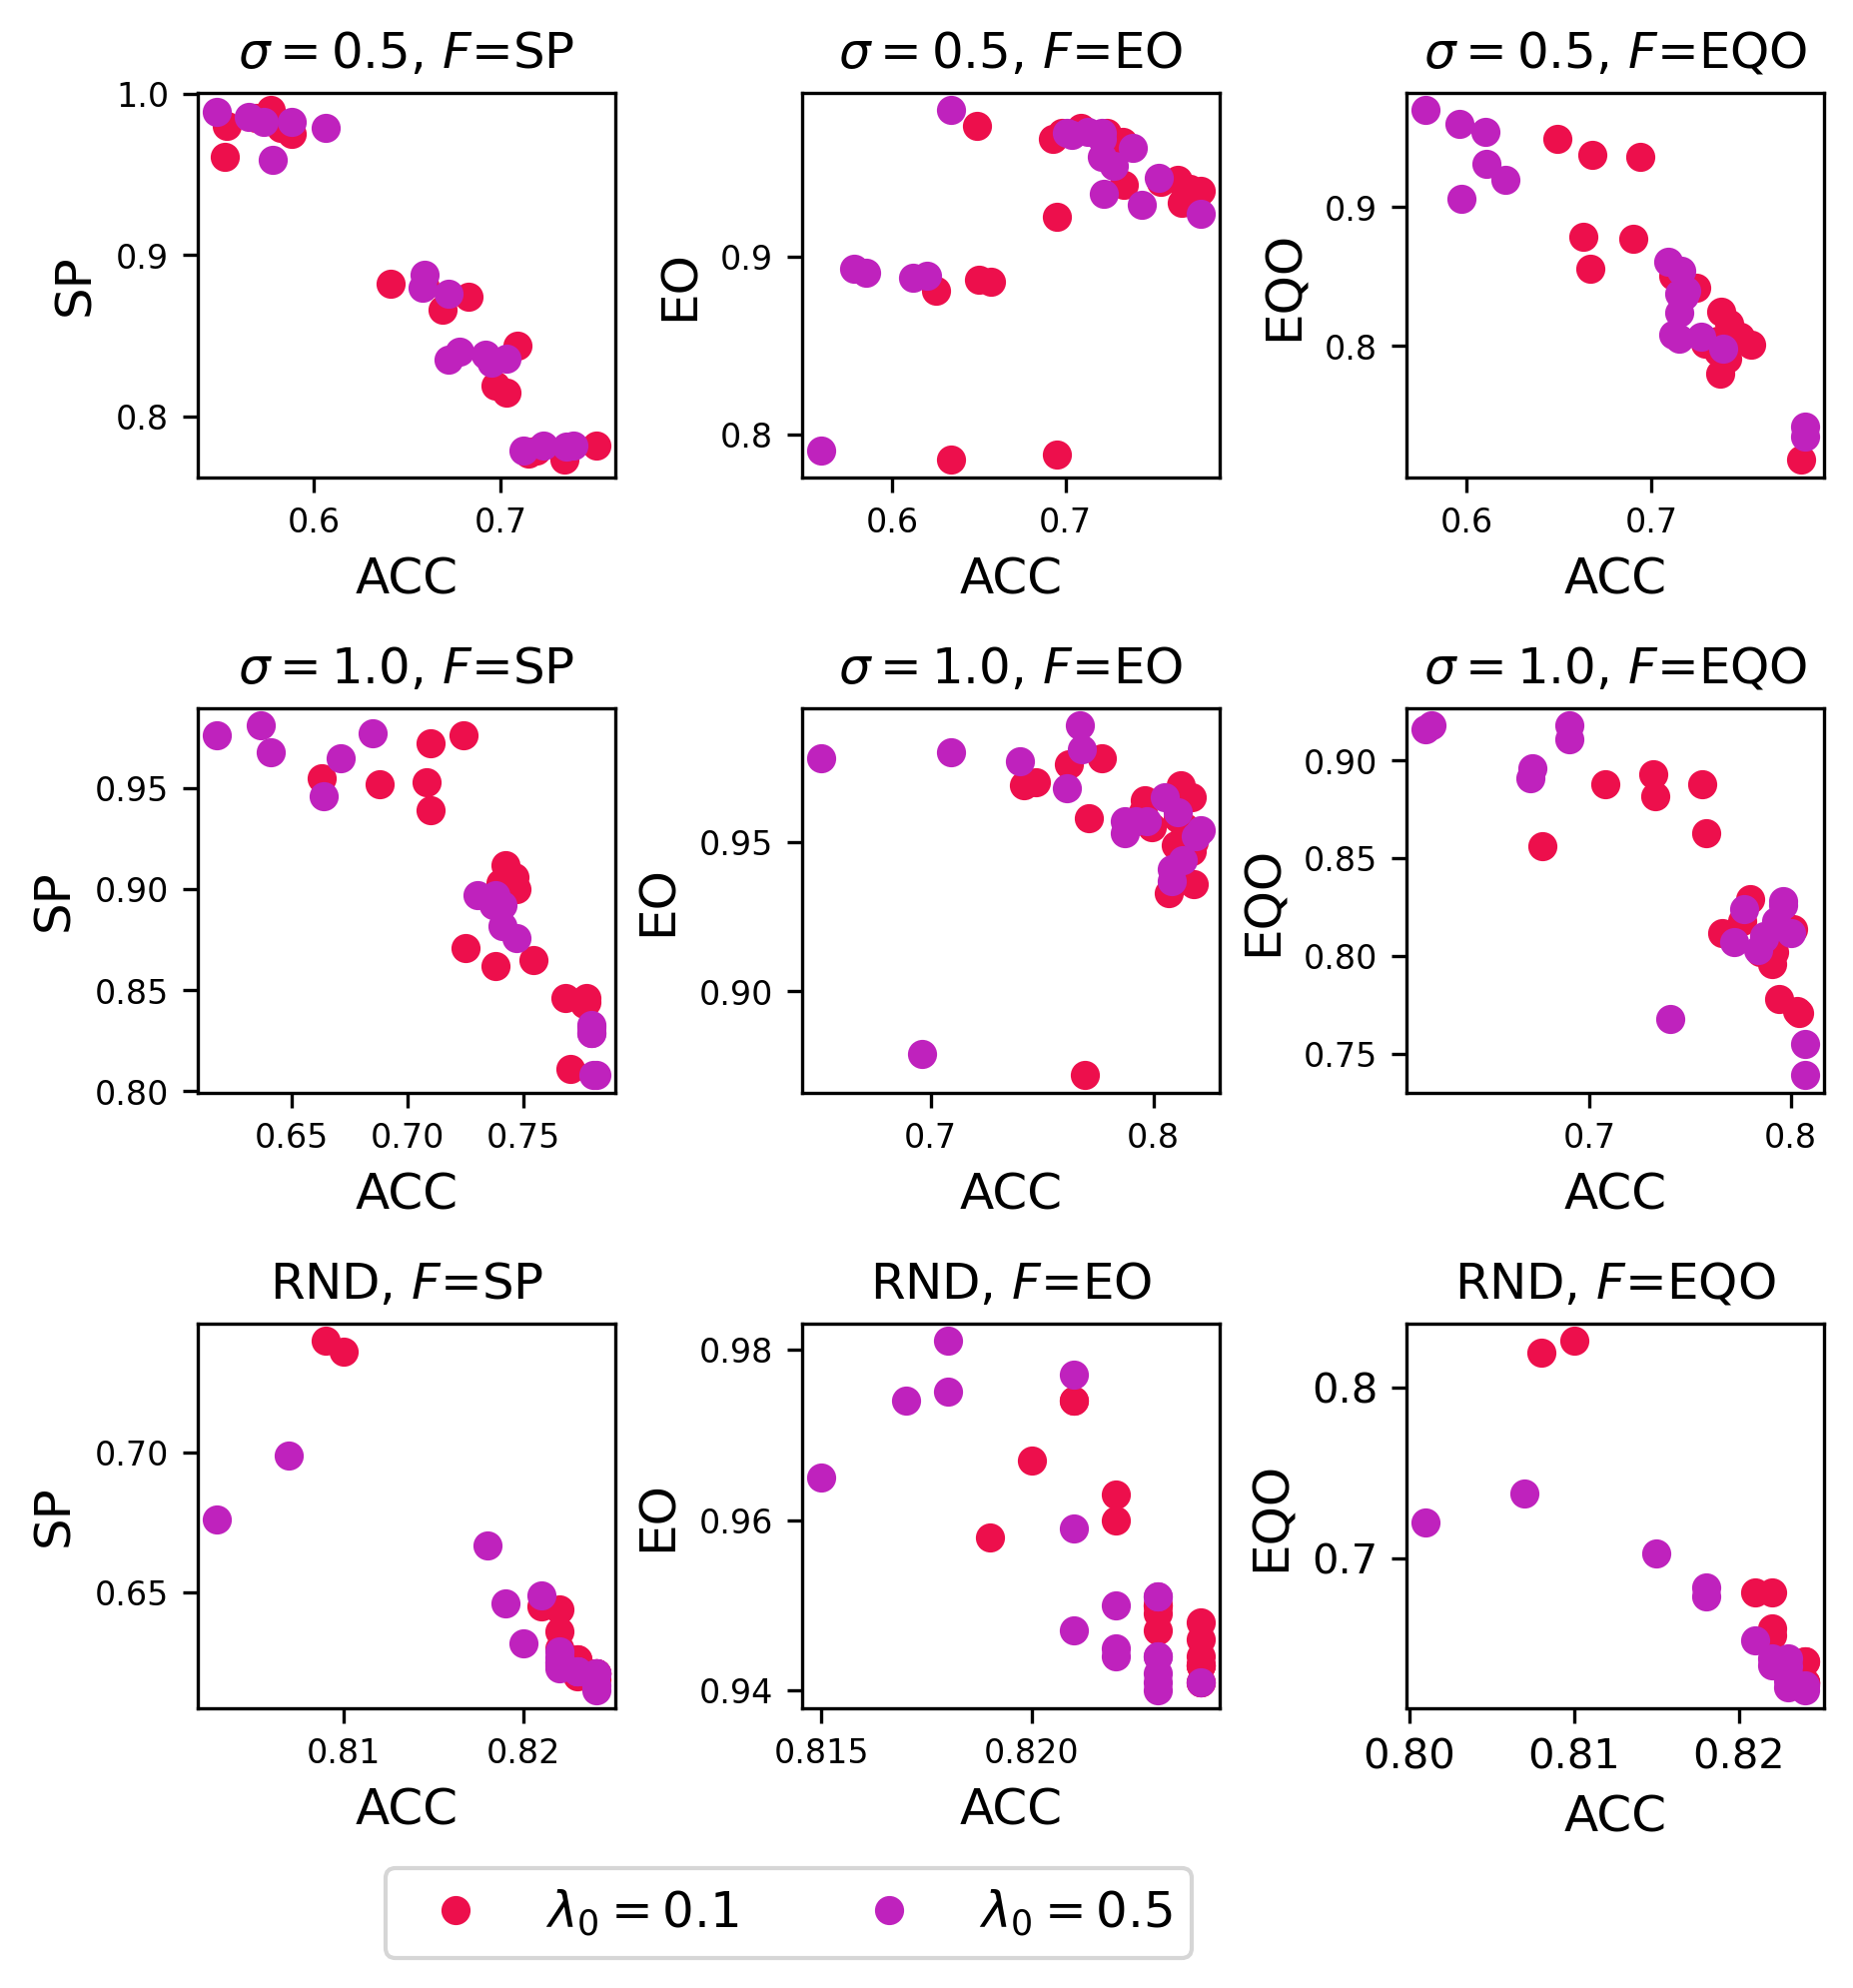 σ = 0.5, F=SP
1.0
0.9
0.8
SP
0.6 0.7
ACC
σ = 0.5, F=EO
0.9
0.8
EO
0.6 0.7
ACC
σ = 0.5, F=EQO
0.9
0.8
EQO
0.6 0.7
ACC
σ = 1.0, F=SP
0.95
0.90
0.85
0.80
SP
0.65 0.70 0.75
ACC
σ = 1.0, F=EO
0.95
0.90
EO
0.7 0.8
ACC
σ = 1.0, F=EQO
0.90
0.85
0.80
0.75
EQO
0.7 0.8
ACC
RND, F=SP
0.70
0.65
SP
0.81 0.82
ACC
RND, F=EO
0.98
0.96
0.94
EO
0.815 0.820
ACC
RND, F=EQO
0.8
0.7
EQO
0.80 0.81 0.82
ACC
λ₀ = 0.1 λ₀ = 0.5